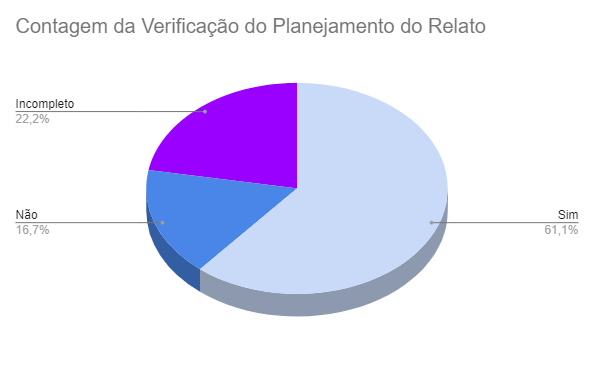 Contagem da Verificação do Planejamento do Relato
Incompleto
22,2%
Não
16,7%
Sim
61,1%